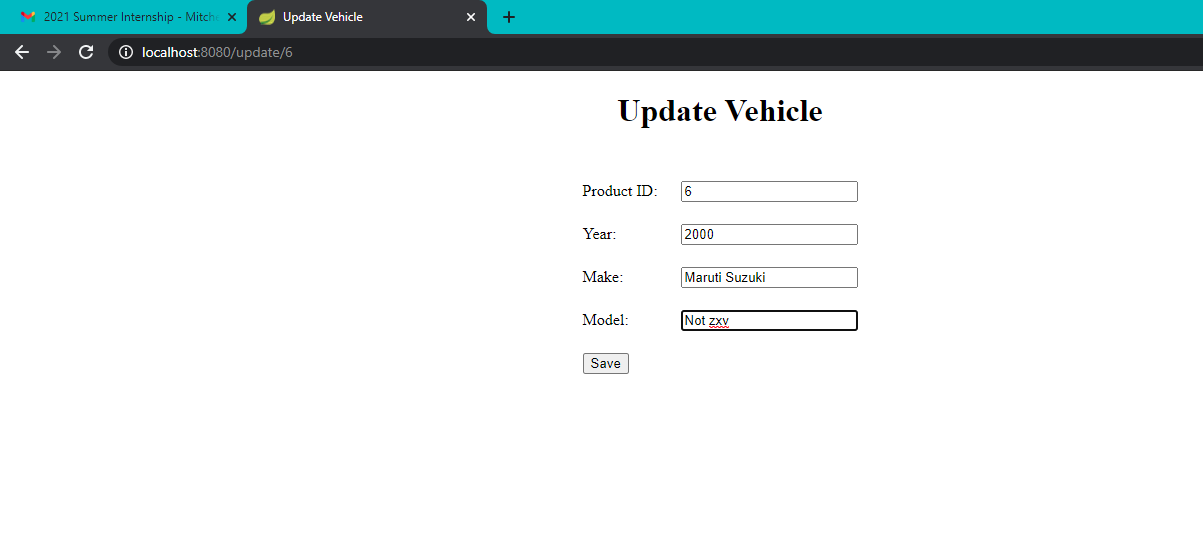 2021 Summer Internship - Mitche
Update Vehicle
localhost:8080/update/6
Update Vehicle
Product ID: 6
Year: 2000
Make: Maruti Suzuki
Model: Not zxv
Save